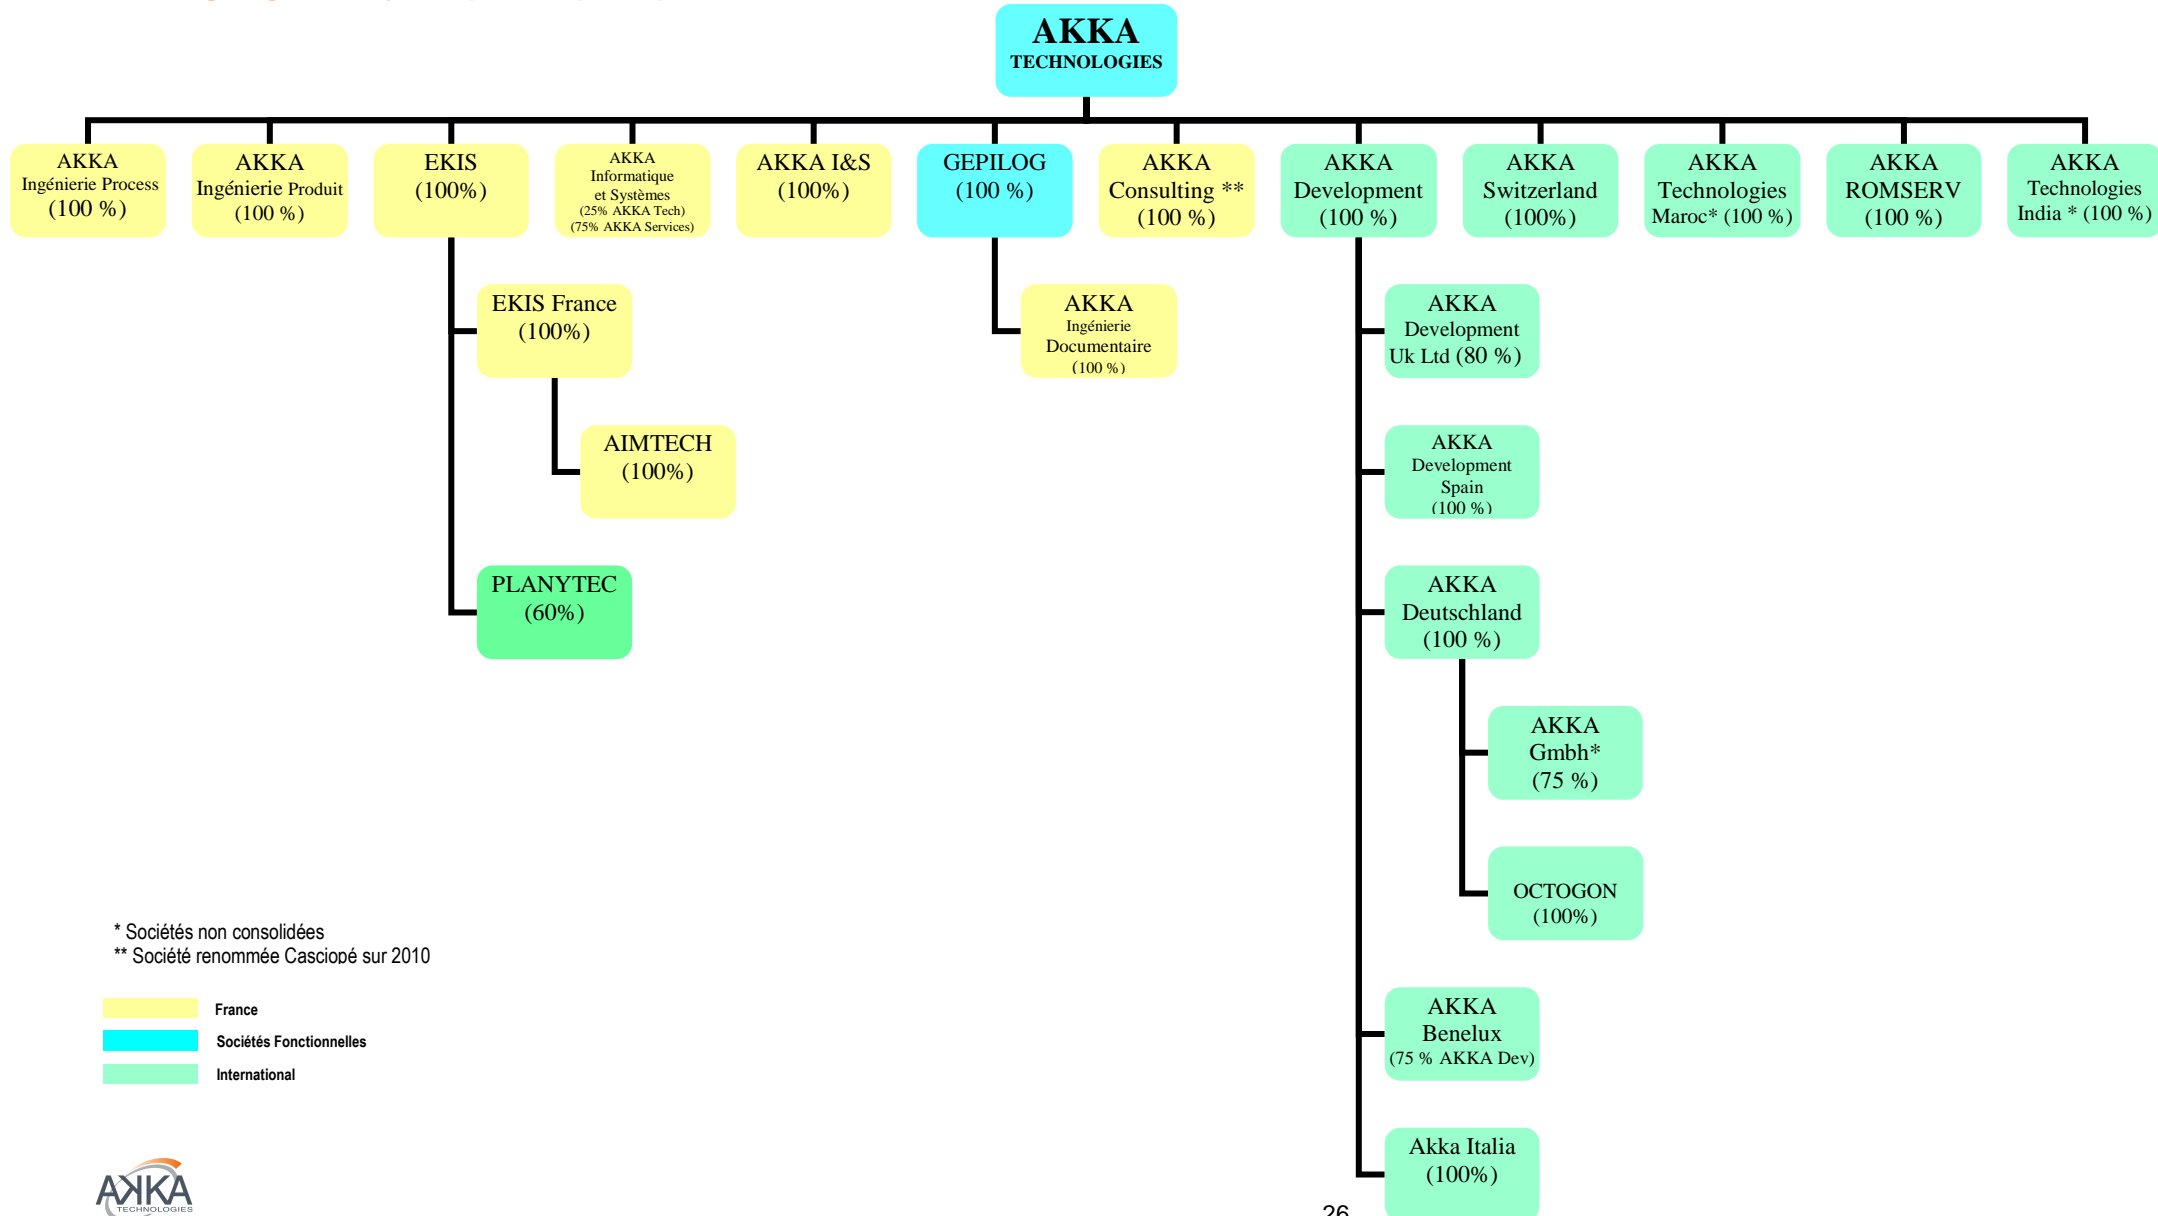 AKKA
TECHNOLOGIES
AKKA
Ingénierie Process
(100 %)
AKKA
Ingénierie Produit
(100 %)
EKIS
(100%)
AKKA
Informatique
et Systèmes
(25% AKKA Tech)
(75% AKKA Services)
AKKA I&S
(100%)
GEPILOG
(100 %)
AKKA
Consulting **
(100 %)
AKKA
Development
(100 %)
AKKA
Switzerland
(100%)
AKKA
Technologies
Maroc* (100 %)
AKKA
ROMSERV
(100 %)
AKKA
Technologies
India * (100 %)
EKIS France
(100%)
AKKA
Ingénierie
Documentaire
(100 %)
AKKA
Development
Uk Ltd (80 %)
AIMTECH
(100%)
AKKA
Development
Spain
(100 %)
PLANYTEC
(60%)
AKKA
Deutschland
(100 %)
AKKA
Gmbh*
(75 %)
OCTOGON
(100%)
* Sociétés non consolidées
** Société renommée Casciopé sur 2010
France
Sociétés Fonctionnelles
International
AKKA
Benelux
(75 % AKKA Dev)
Akka Italia
(100%)
AKKA
TECHNOLOGIES
26